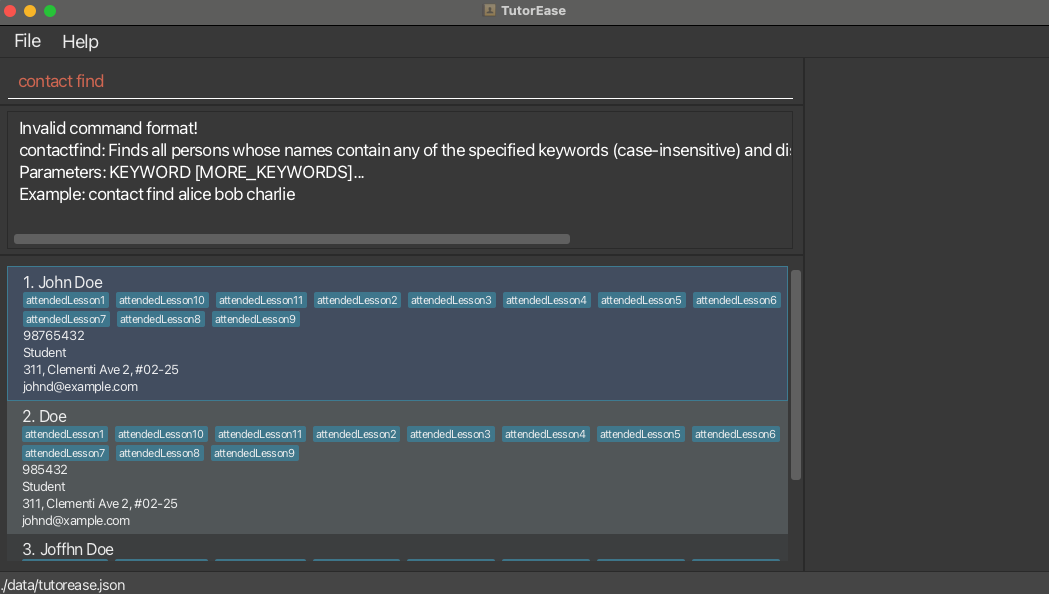 TutorEase
File Help
contact find
Invalid command format!
contactfind: Finds all persons whose names contain any of the specified keywords (case-insensitive) and
Parameters: KEYWORD [MORE_KEYWORDS]...
Example: contact find alice bob charlie
1. John Doe
attendedLesson1 attendedLesson10 attendedLesson11 attendedLesson2 attendedLesson3 attendedLesson4 attendedLesson5 attendedLesson6
attendedLesson7 attendedLesson8 attendedLesson9
98765432
Student
311, Clementi Ave 2, #02-25
johnd@example.com
2. Doe
attendedLesson1 attendedLesson10 attendedLesson11 attendedLesson2 attendedLesson3 attendedLesson4 attendedLesson5 attendedLesson6
attendedLesson7 attendedLesson8 attendedLesson9
985432
Student
311, Clementi Ave 2, #02-25
johnd@xample.com
3. Joffhn Doe
./data/tutorease.json